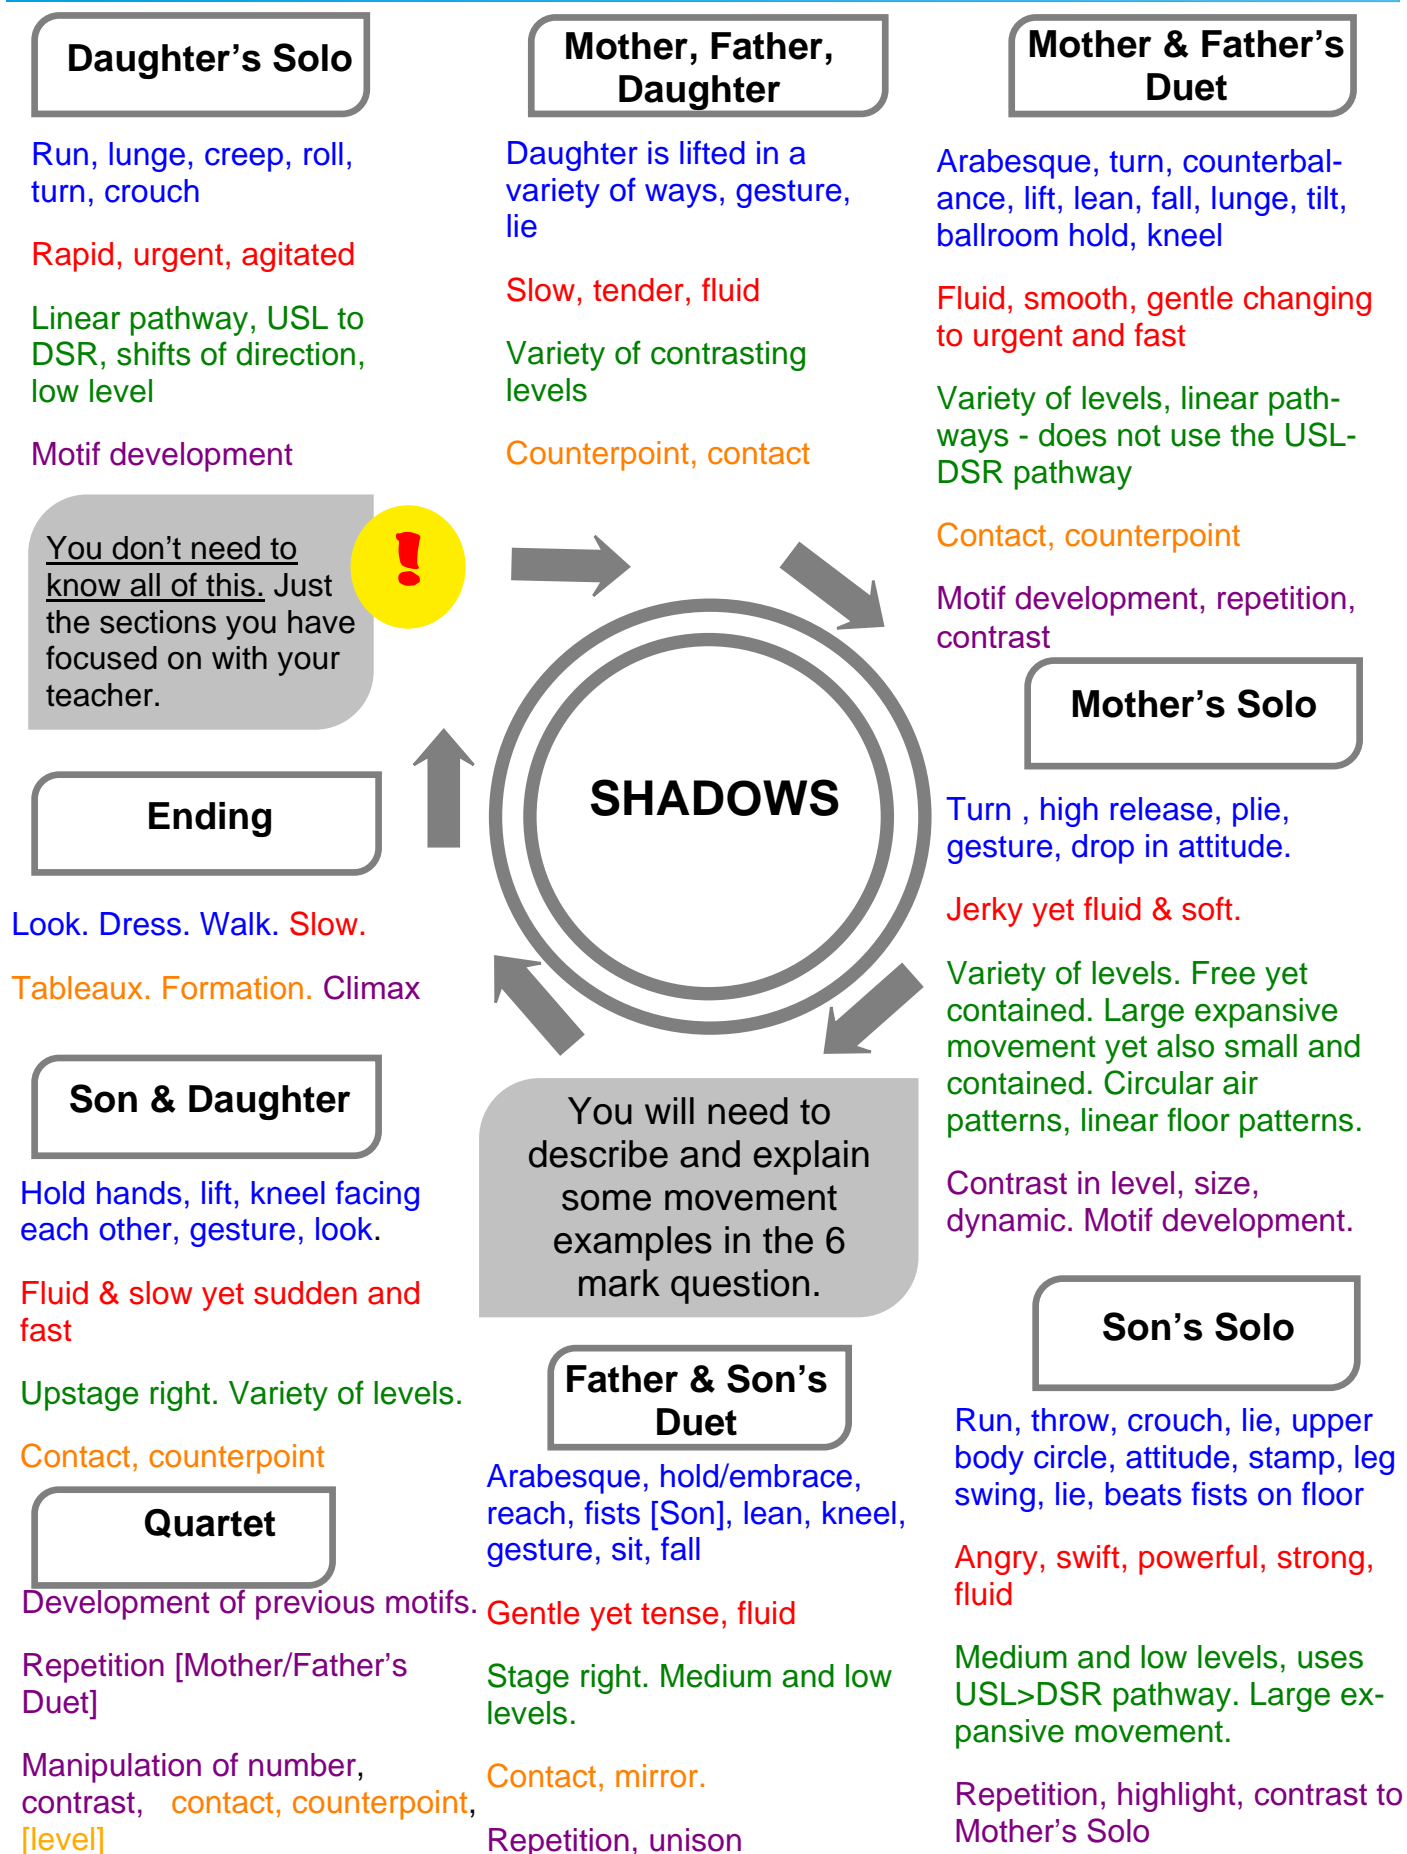 Daughter's Solo
Run, lunge, creep, roll,
turn, crouch
Rapid, urgent, agitated
Linear pathway, USL to
DSR, shifts of direction,
low level
Motif development
Mother, Father,
Daughter
Daughter is lifted in a
variety of ways, gesture,
lie
Slow, tender, fluid
Variety of contrasting
levels
Counterpoint, contact
Mother & Father's
Duet
Arabesque, turn, counterbal-
ance, lift, lean, fall, lunge, tilt,
ballroom hold, kneel
Fluid, smooth, gentle changing
to urgent and fast
Variety of levels, linear path-
ways - does not use the USL-
DSR pathway
Contact, counterpoint
Motif development, repetition,
contrast
You don't need to
know all of this. Just
the sections you have
focused on with your
teacher.
!
SHADOWS
Mother's Solo
Turn , high release, plie,
gesture, drop in attitude.
Jerky yet fluid & soft.
Variety of levels. Free yet
contained. Large expansive
movement yet also small and
contained. Circular air
patterns, linear floor patterns.
Contrast in level, size,
dynamic. Motif development.
Ending
Look. Dress. Walk. Slow.
Tableaux. Formation. Climax
Son & Daughter
Hold hands, lift, kneel facing
each other, gesture, look.
Fluid & slow yet sudden and
fast
Upstage right. Variety of levels.
Contact, counterpoint
You will need to
describe and explain
some movement
examples in the 6
mark question.
Son's Solo
Run, throw, crouch, lie, upper
body circle, attitude, stamp, leg
swing, lie, beats fists on floor
Angry, swift, powerful, strong,
fluid
Medium and low levels, uses
USL>DSR pathway. Large ex-
pansive movement.
Repetition, highlight, contrast to
Mother's Solo
Father & Son's
Duet
Arabesque, hold/embrace,
reach, fists [Son], lean, kneel,
gesture, sit, fall
Gentle yet tense, fluid
Stage right. Medium and low
levels.
Contact, mirror.
Repetition, unison
Quartet
Development of previous motifs.
Repetition [Mother/Father's
Duet]
Manipulation of number,
contrast, contact, counterpoint,
[level]